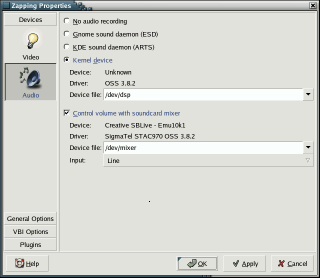 Zapping Properties
Devices
Video
Audio
General Options
VBI Options
Plugins
No audio recording
Gnome sound daemon (ESD)
KDE sound daemon (ARTS)
Kernel device
Device: Unknown
Driver: OSS 3.8.2
Device file: /dev/dsp
Control volume with soundcard mixer
Device: Creative SBLive - Emu10k1
Driver: SigmaTel STAC970 OSS 3.8.2
Device file: /dev/mixer
Input: Line
Help
OK
Apply
Cancel